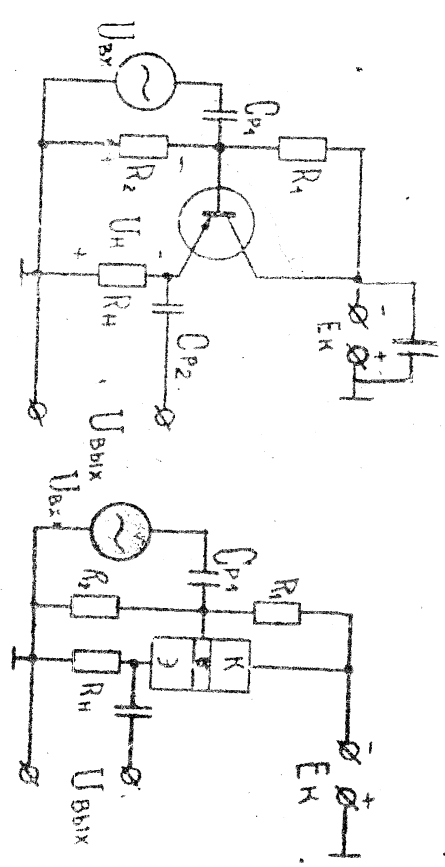 Uвх
Cр1
R2
R1
+
-
Uн
Rн
+
-
Cр2
Uвых
Eк
-
+
Uвх
Cр1
R2
R1
Э
Б
К
Rн
Uвых
Eк
-
+